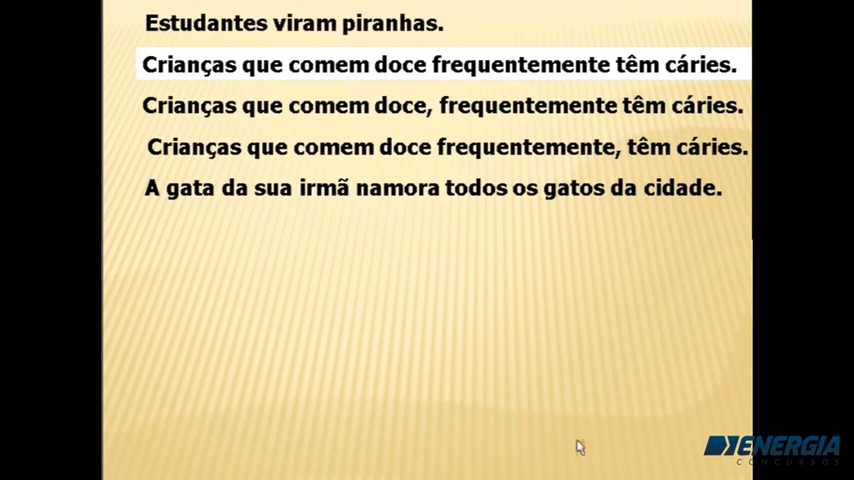 Estudantes viram piranhas.
Crianças que comem doce frequentemente têm cáries.
Crianças que comem doce, frequentemente têm cáries.
Crianças que comem doce frequentemente, têm cáries.
A gata da sua irmã namora todos os gatos da cidade.
ENERGIA
CONCURSOS